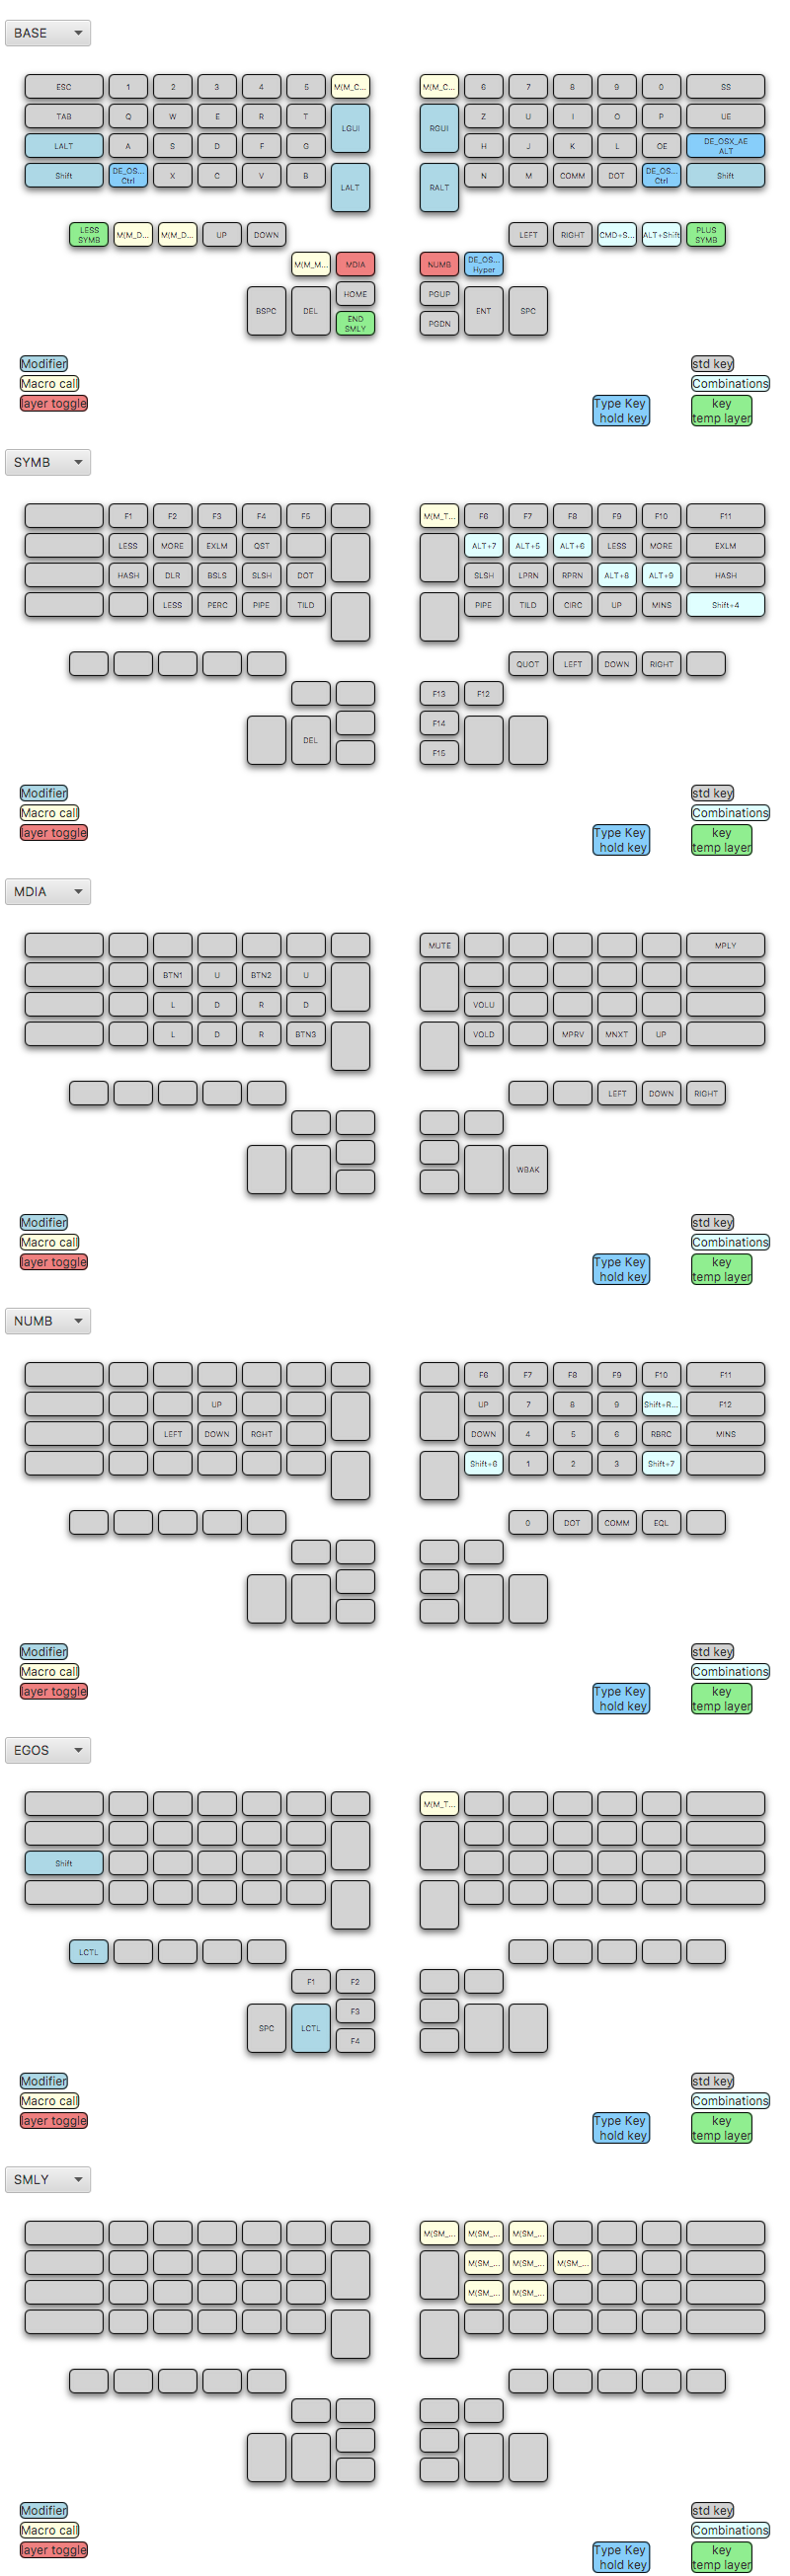 BASE
ESC 1 2 3 4 5 M(M_C... M(M_C... 6 7 8 9 0 SS
TAB Q W E R T LGUI RGUI Z U I O P UE
LALT A S D F G H J K L OE DE_OSX_AE
ALT
Shift DE_OS...
Ctrl X C V B LALT RALT N M COMM DOT DE_OS...
Ctrl Shift
LESS
SYMB M(M_D... M(M_D... UP DOWN LEFT RIGHT CMD+S... ALT+Shift PLUS
SYMB
M(M_M... MDIA NUMB DE_OS...
Hyper
BSPC DEL HOME PGUP ENT SPC
END
SMLY PGDN
Modifier std key
Macro call Combinations
layer toggle Type Key
hold key key
temp layer
SYMB
F1 F2 F3 F4 F5 M(M_T... F6 F7 F8 F9 F10 F11
LESS MORE EXLM QST ALT+7 ALT+5 ALT+6 LESS MORE EXLM
HASH DLR BSLS SLSH DOT SLSH LPRN RPRN ALT+8 ALT+9 HASH
LESS PERC PIPE TILD PIPE TILD CIRC UP MINS Shift+4
QUOT LEFT DOWN RIGHT
F13 F12
DEL F14
F15
Modifier std key
Macro call Combinations
layer toggle Type Key
hold key key
temp layer
MDIA
MUTE MPLY
BTN1 U BTN2 U
L D R D VOLU
L D R BTN3 VOLD MPRV MNXT UP
LEFT DOWN RIGHT
WBAK
Modifier std key
Macro call Combinations
layer toggle Type Key
hold key key
temp layer
NUMB
F6 F7 F8 F9 F10 F11
UP UP 7 8 9 Shift+R... F12
LEFT DOWN RGHT DOWN 4 5 6 RBRC MINS
Shift+6 1 2 3 Shift+7
0 DOT COMM EQL
Modifier std key
Macro call Combinations
layer toggle Type Key
hold key key
temp layer
EGOS
M(M_T...
Shift
LCTL
F1 F2
SPC LCTL F3
F4
Modifier std key
Macro call Combinations
layer toggle Type Key
hold key key
temp layer
SMLY
M(SM_... M(SM_... M(SM_...
M(SM_... M(SM_... M(SM_...
M(SM_... M(SM_...
Modifier std key
Macro call Combinations
layer toggle Type Key
hold key key
temp layer